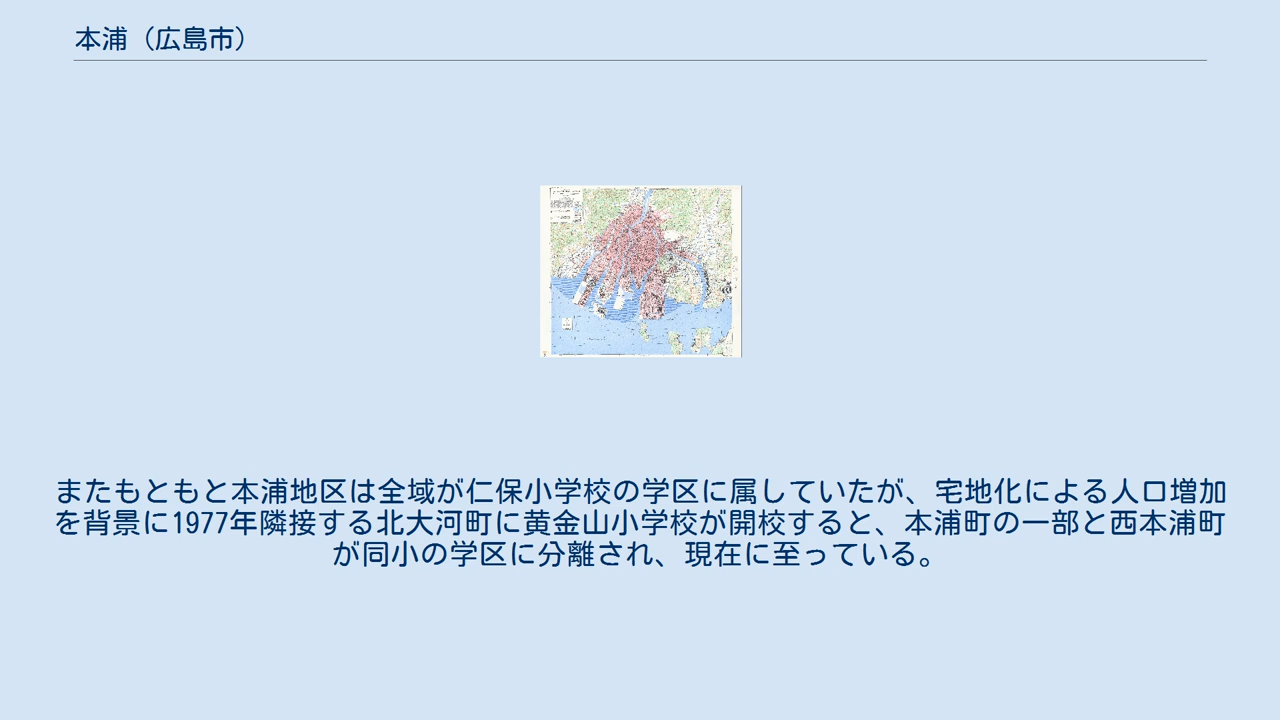 本浦（広島市）
またもともと本浦地区は全域が仁保小学校の学区に属していたが、宅地化による人口増加
を背景に1977年隣接する北大河町に黄金山小学校が開校すると、本浦町の一部と西本浦町
が同小の学区に分離され、現在に至っている。